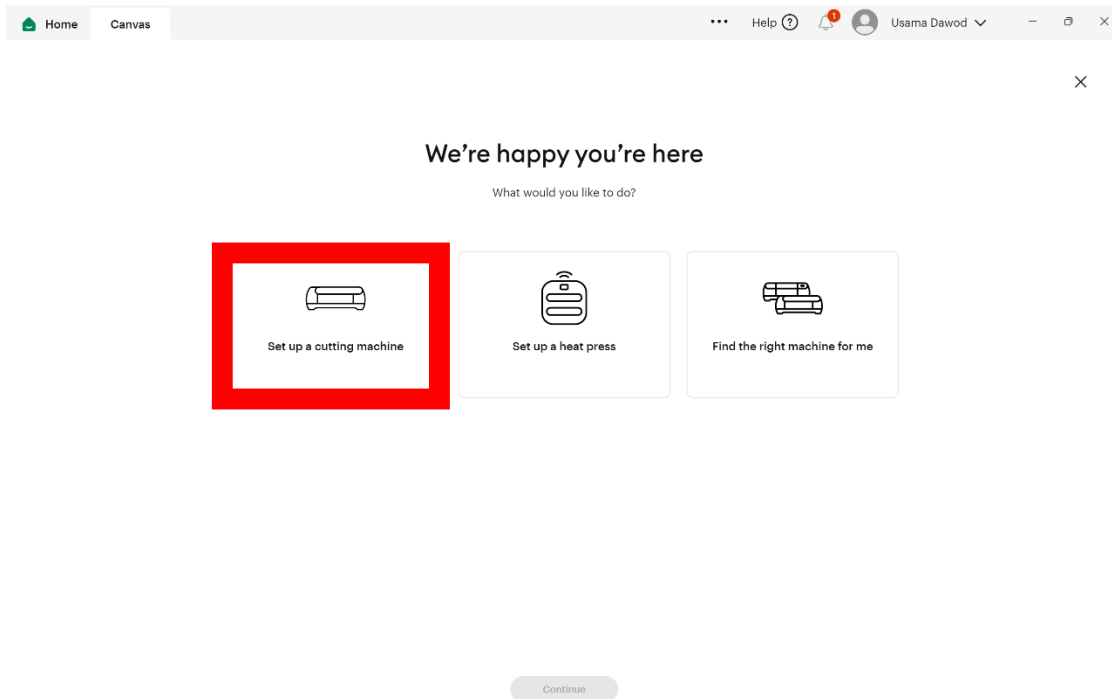 Home Canvas Help 1 Usama Dawod
We're happy you're here
What would you like to do?
Set up a cutting machine
Set up a heat press
Find the right machine for me
Continue